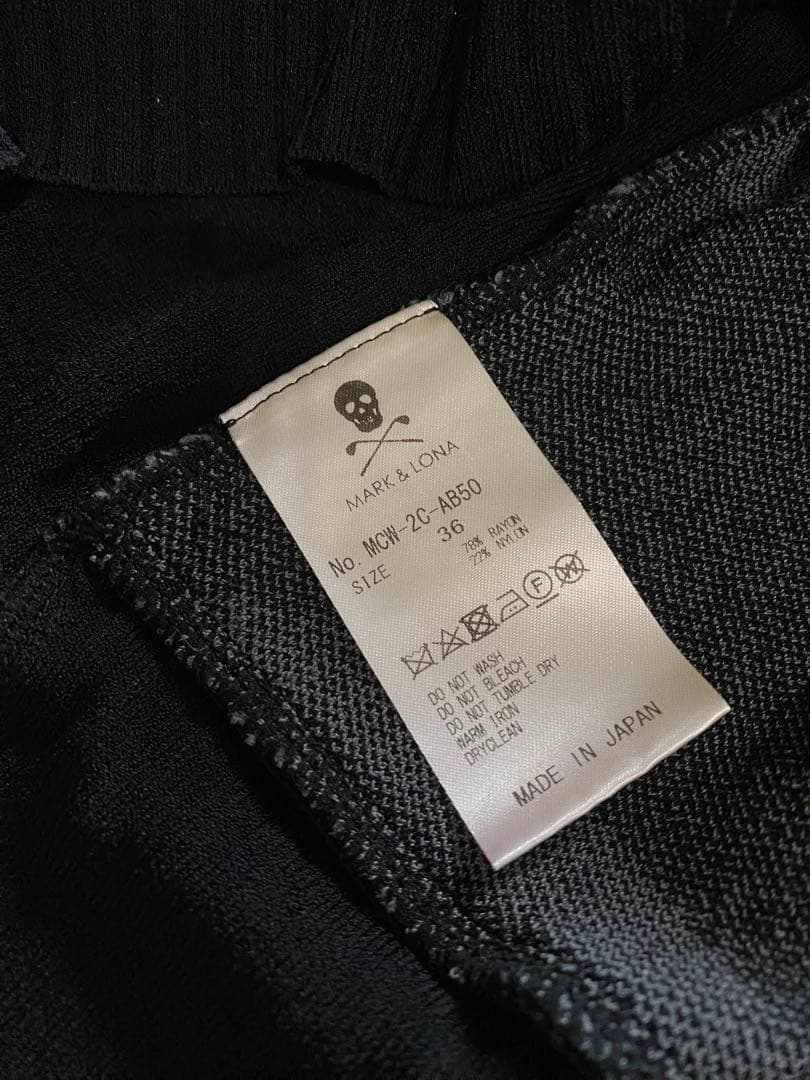 MARK & LONA
No. MCW-2C-AB50
SIZE 36
78% RAYON
22% NYLON
F W
DO NOT WASH
DO NOT BLEACH
DO NOT TUMBLE DRY
WARM IRON
DRYCLEAN
MADE IN JAPAN